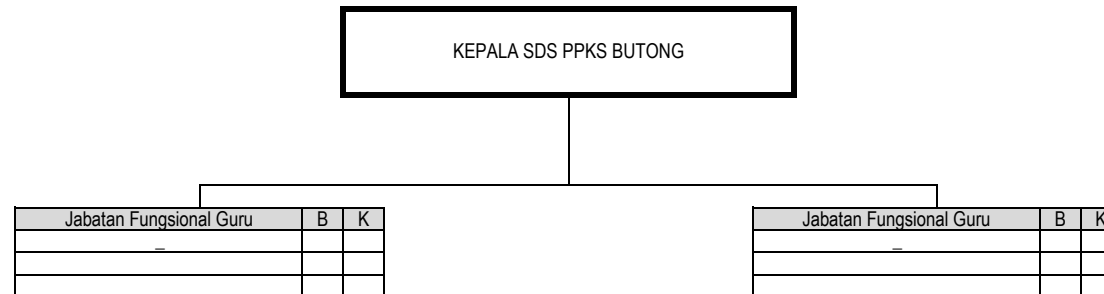 KEPALA SDS PPKS BUTONG
Jabatan Fungsional Guru B K
Jabatan Fungsional Guru B K
_
_